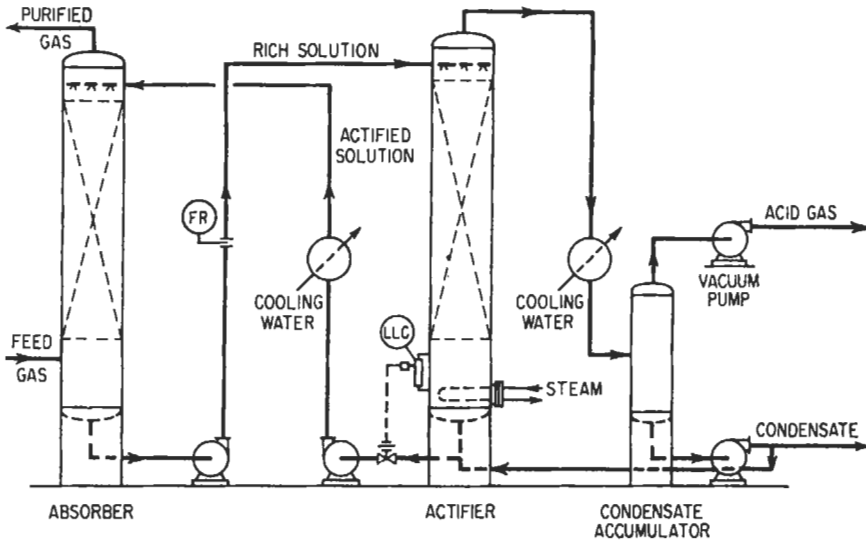 PURIFIED
GAS
RICH SOLUTION
ACTIFIED
SOLUTION
FR
COOLING
WATER
FEED
GAS
LLC
STEAM
COOLING
WATER
ACID GAS
VACUUM
PUMP
CONDENSATE
ABSORBER
ACTIFIER
CONDENSATE
ACCUMULATOR